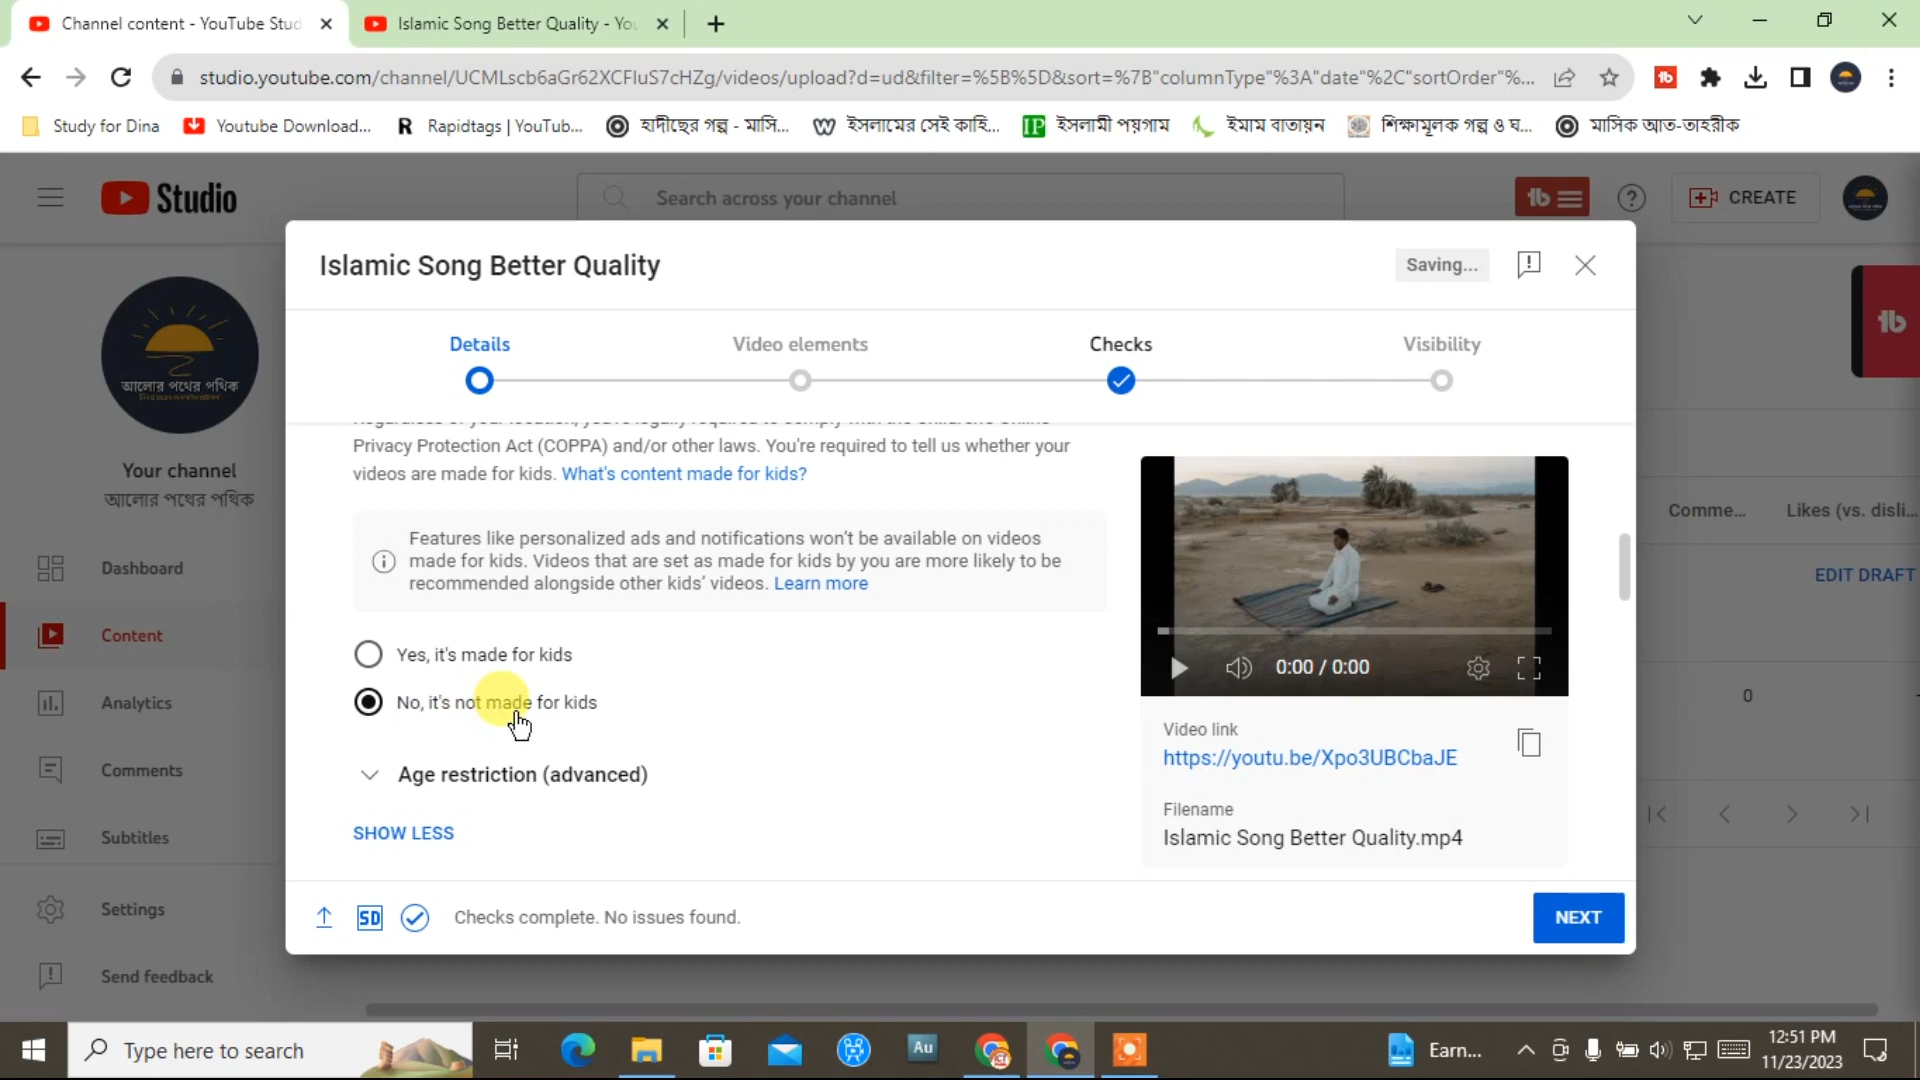 Channel content - YouTube Stud
Islamic Song Better Quality - You
studio.youtube.com/channel/UCMLscb6aGr62XCFIuS7cHZg/videos/upload?d=ud&filter=%5B%5D&sort=%7B"columnType"%3A"date"%2C"sortOrder"%...
Study for Dina
Youtube Download...
Rapidtags | YouTub...
হাদীছের গল্প - মাসি...
ইসলামের সেই কাহি...
ইসলামী পয়গাম
ইমাম বাতায়ন
শিক্ষামূলক গল্প ও ঘ...
মাসিক আত-তাহরীক
Studio
Search across your channel
CREATE
Islamic Song Better Quality
Saving...
Details
Video elements
Checks
Visibility
আলোর পথের পথিক
Your channel
আলোর পথের পথিক
Dashboard
Content
Analytics
Comments
Subtitles
Settings
Send feedback
Privacy Protection Act (COPPA) and/or other laws. You're required to tell us whether your
videos are made for kids. What's content made for kids?
Features like personalized ads and notifications won't be available on videos
made for kids. Videos that are set as made for kids by you are more likely to be
recommended alongside other kids' videos. Learn more
Yes, it's made for kids
No, it's not made for kids
Age restriction (advanced)
SHOW LESS
0:00 / 0:00
Video link
https://youtu.be/Xpo3UBCbaJE
Filename
Islamic Song Better Quality.mp4
Comme...
Likes (vs. disli...
EDIT DRAFT
0
SD
Checks complete. No issues found.
NEXT
Type here to search
Au
Earn...
12:51 PM
11/23/2023